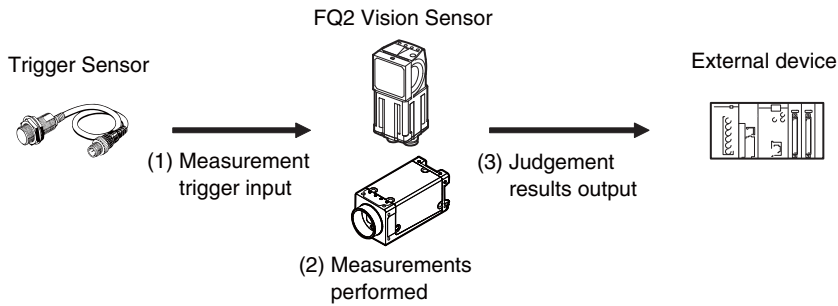 FQ2 Vision Sensor
Trigger Sensor
External device
(1) Measurement
trigger input
(3) Judgement
results output
(2) Measurements
performed